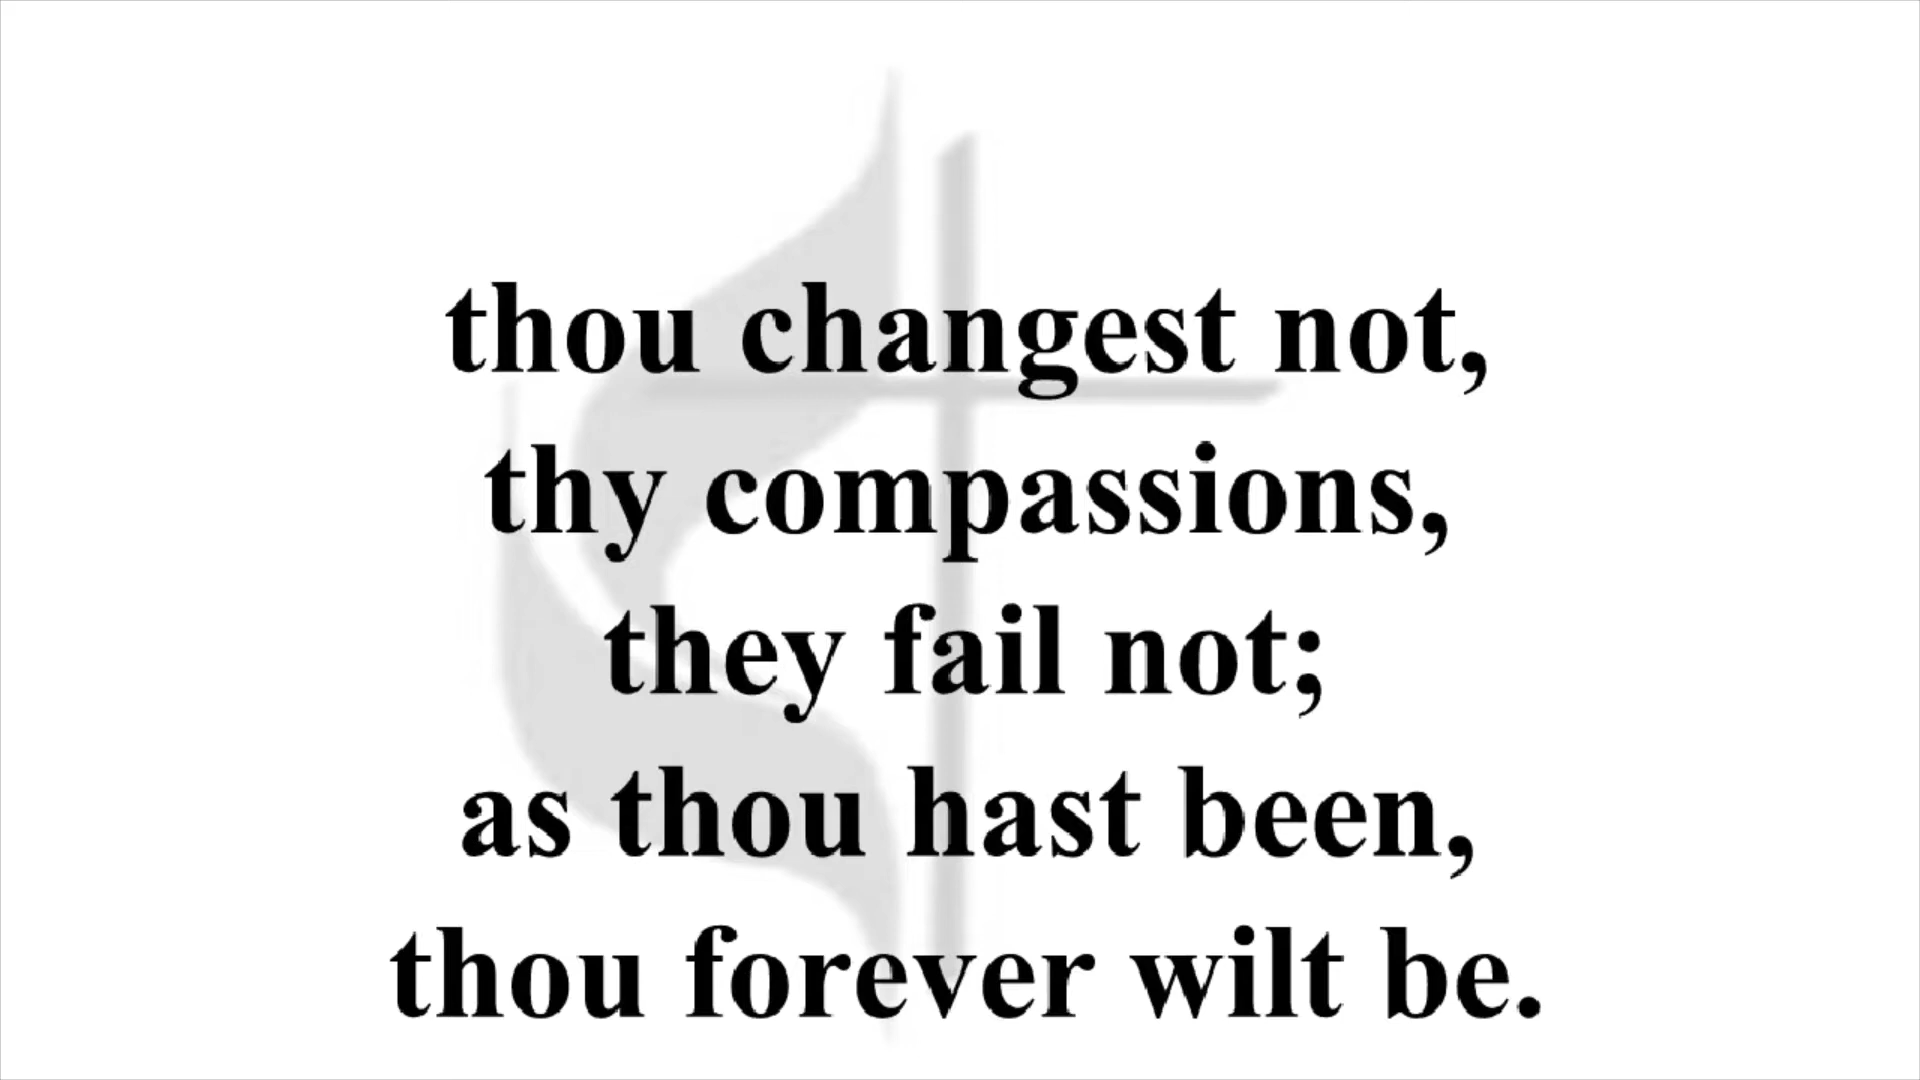 thou changest not,
thy compassions,
they fail not;
as thou hast been,
thou forever wilt be.